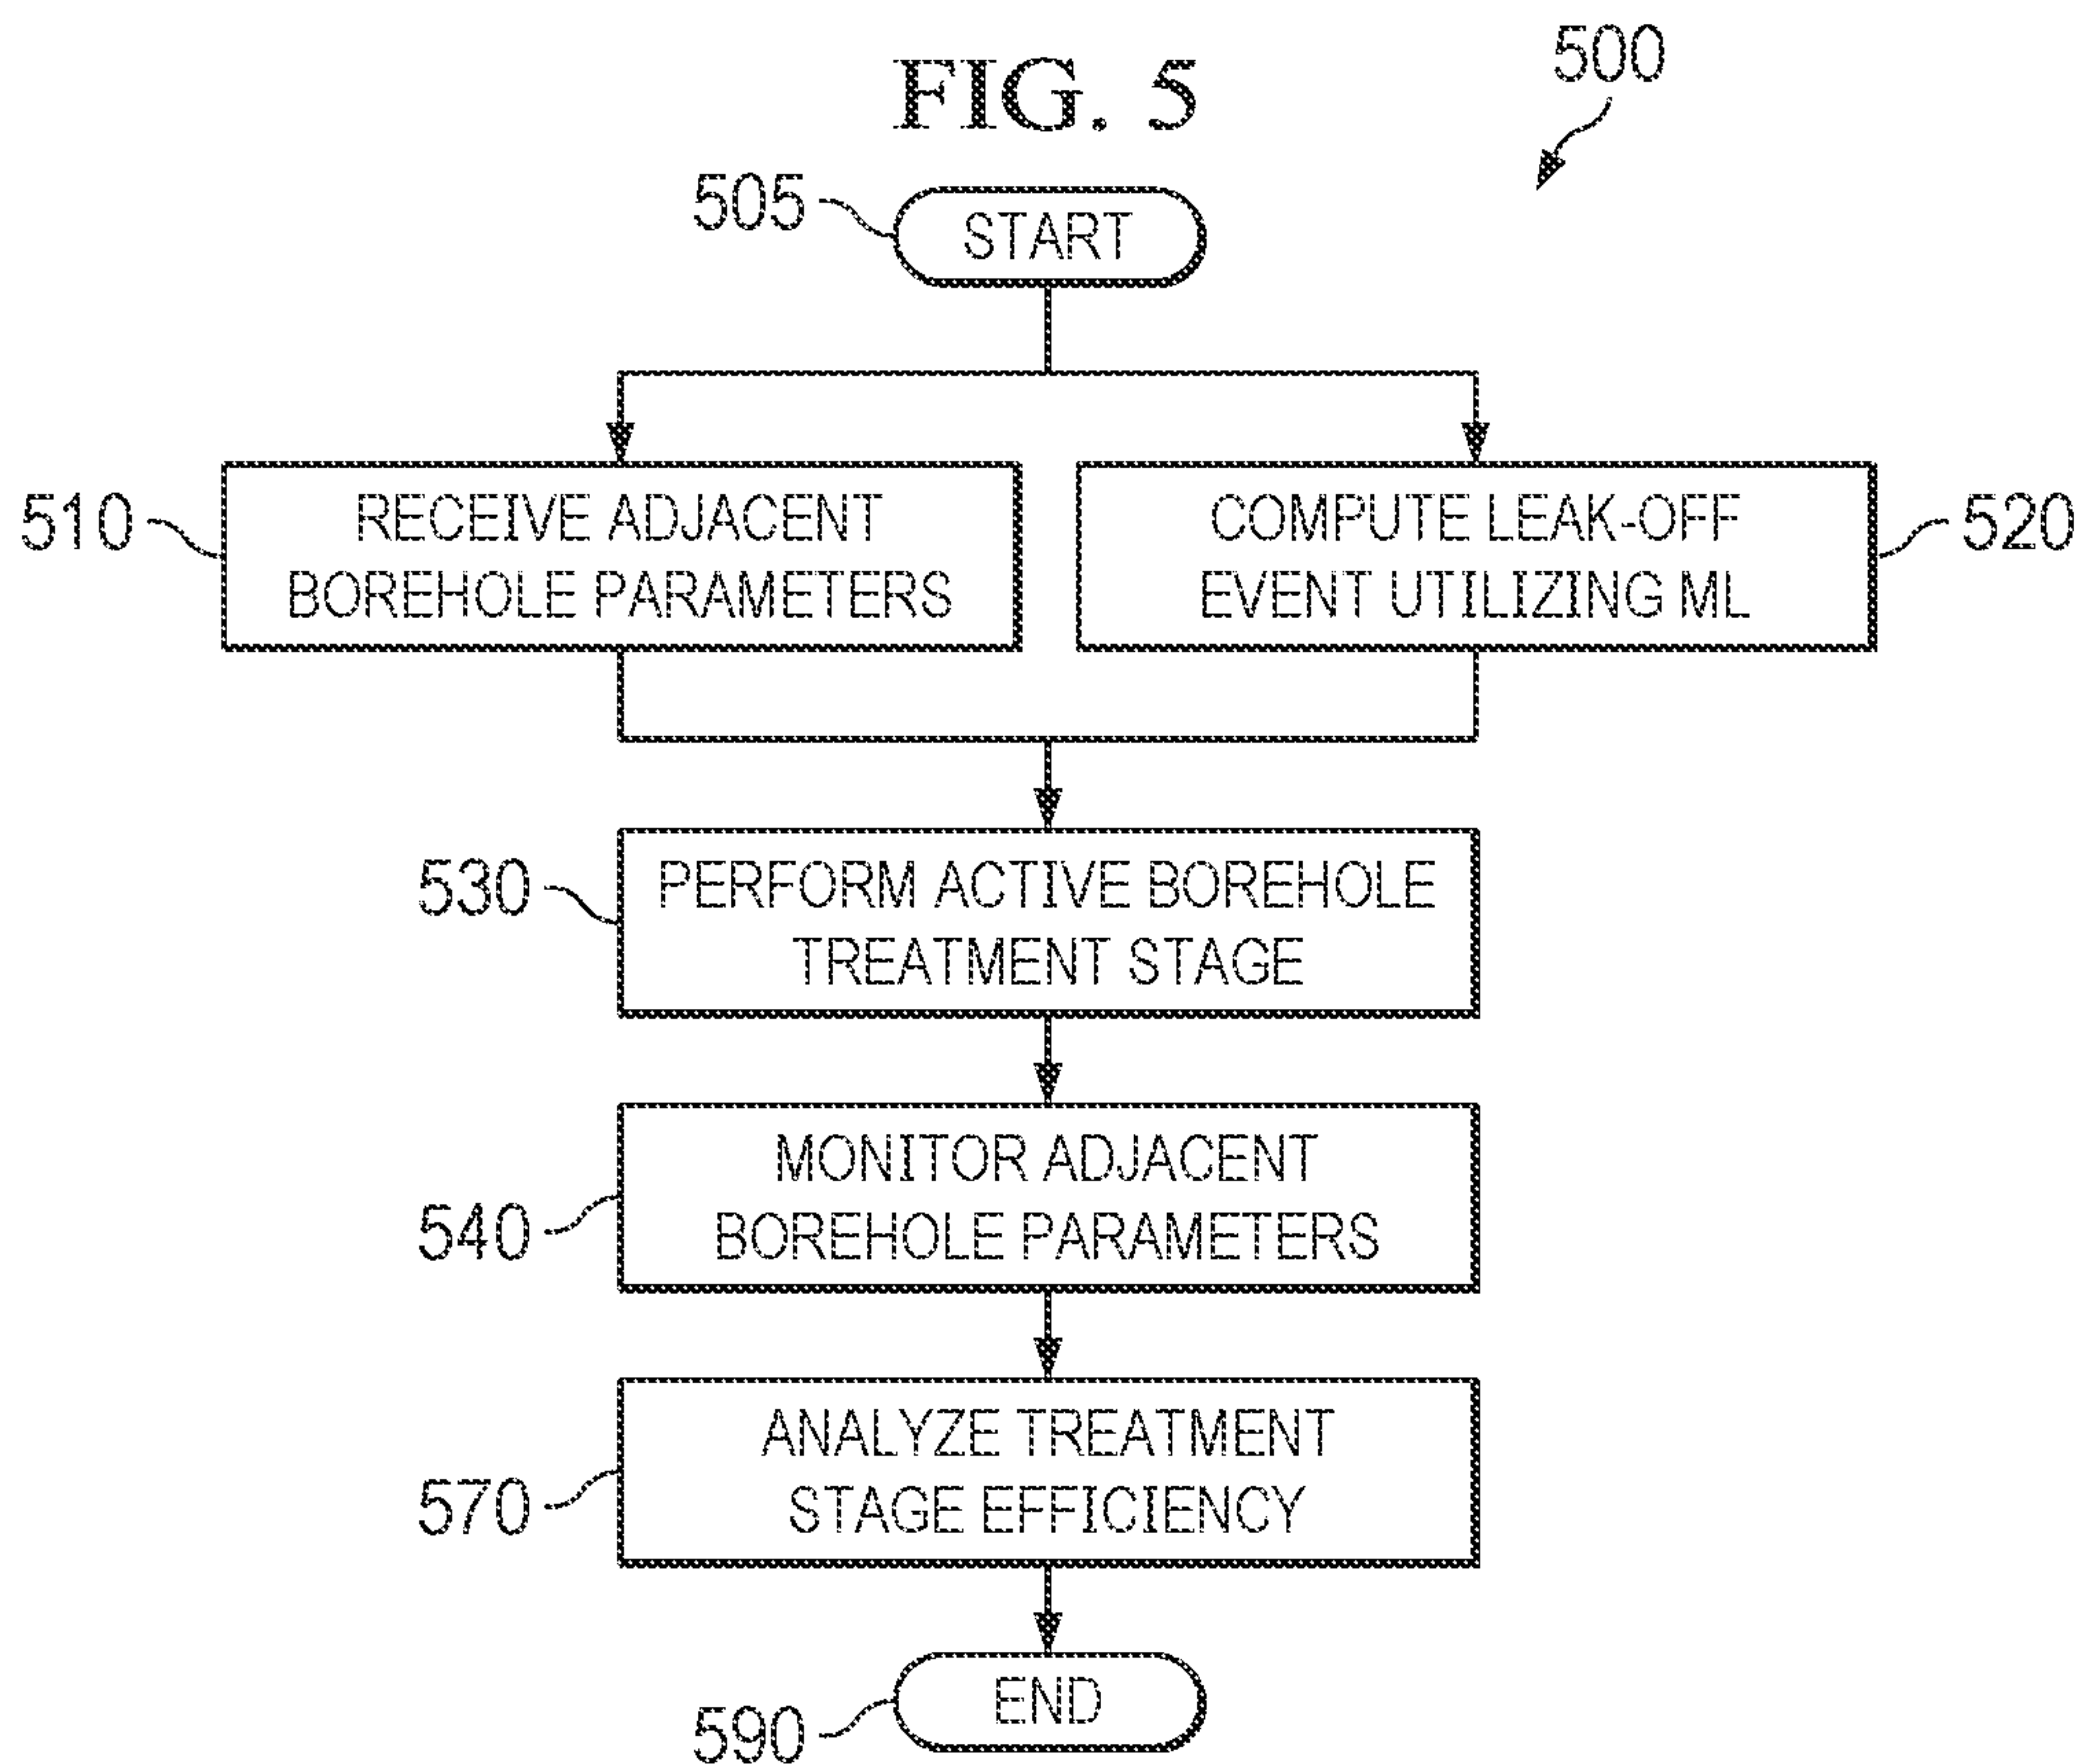 FIG. 5
500
505
START
510
RECEIVE ADJACENT
BOREHOLE PARAMETERS
COMPUTE LEAK-OFF
EVENT UTILIZING ML
520
530
PERFORM ACTIVE BOREHOLE
TREATMENT STAGE
540
MONITOR ADJACENT
BOREHOLE PARAMETERS
570
ANALYZE TREATMENT
STAGE EFFICIENCY
590
END